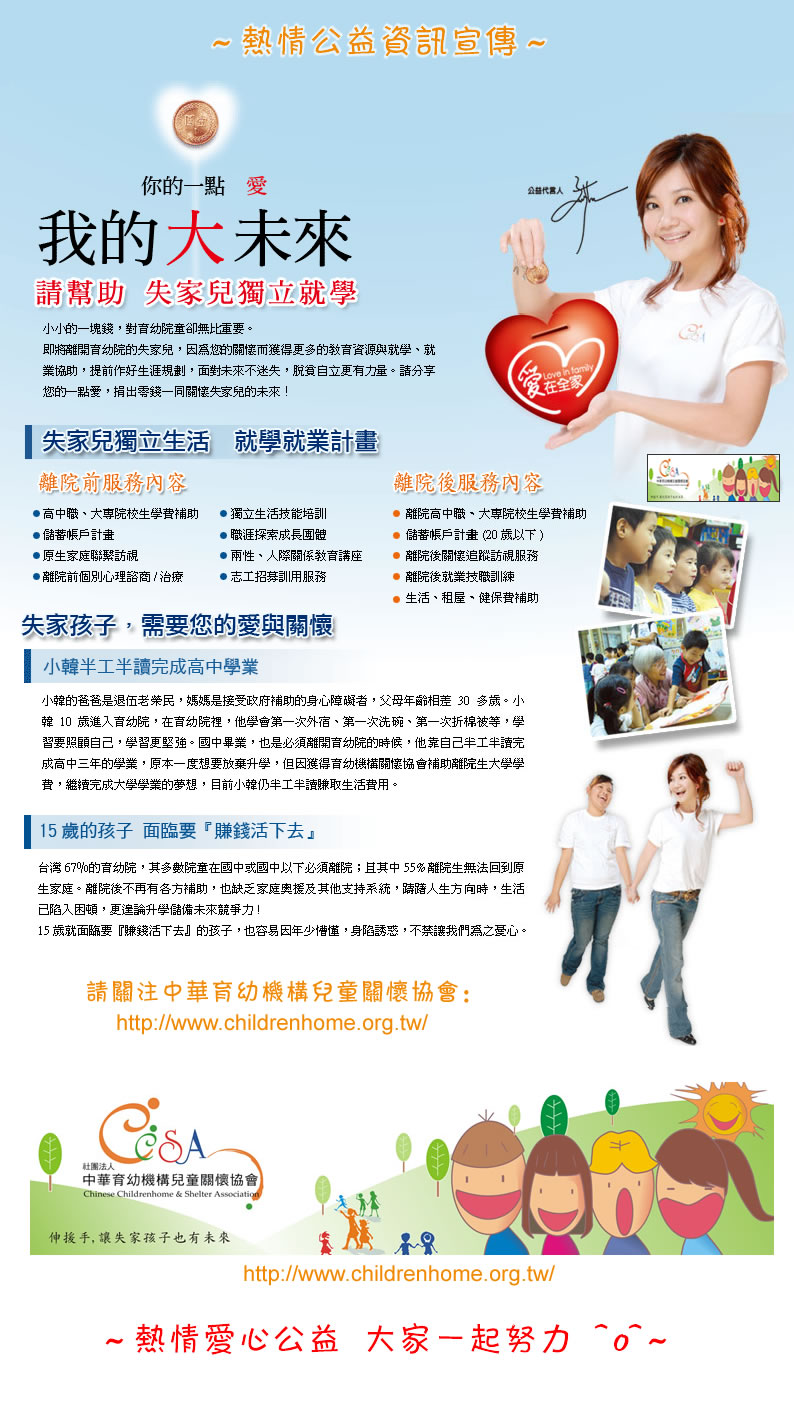 ～熱情公益資訊宣傳～
你的一點 愛
我的大未來
請幫助 失家兒獨立就學
公益代言人
小小的一塊錢，對育幼院童卻無比重要。
即將離開育幼院的失家兒，因為您的關懷而獲得更多的教育資源與就學、就
業協助，提前作好生涯規劃，面對未來不迷失，脫貧自立更有力量。請分享
您的一點愛，捐出零錢一同關懷失家兒的未來！
CCSA
Love in family
愛在全家
失家兒獨立生活 就學就業計畫
離院前服務內容
●高中職、大專院校生學費補助
●儲蓄帳戶計畫
●原生家庭聯繫訪視
●離院前個別心理諮商 / 治療
●獨立生活技能培訓
●職涯探索成長團體
●兩性、人際關係教育講座
●志工招募訓用服務
離院後服務內容
●離院高中職、大專院校生學費補助
●儲蓄帳戶計畫 (20 歲以下)
●離院後關懷追蹤訪視服務
●離院後就業技職訓練
●生活、租屋、健保費補助
失家孩子，需要您的愛與關懷
小韓半工半讀完成高中學業
小韓的爸爸是退伍老榮民，媽媽是接受政府補助的身心障礙者，父母年齡相差 30 多歲。小
韓 10 歲進入育幼院，在育幼院裡，他學會第一次外宿、第一次洗碗、第一次折棉被等，學
習要照顧自己，學習更堅強。國中畢業，也是必須離開育幼院的時候，他靠自己半工半讀完
成高中三年的學業，原本一度想要放棄升學，但因獲得育幼機構關懷協會補助離院生大學學
費，繼續完成大學學業的夢想，目前小韓仍半工半讀賺取生活費用。
15 歲的孩子 面臨要『賺錢活下去』
台灣 67%的育幼院，其多數院童在國中或國中以下必須離院；且其中 55% 離院生無法回到原
生家庭。離院後不再有各方補助，也缺乏家庭奧援及其他支持系統，躊躇人生方向時，生活
已陷入困頓，更遑論升學儲備未來競爭力！
15 歲就面臨要『賺錢活下去』的孩子，也容易因年少懵懂，身陷誘惑，不禁讓我們為之憂心。
請關注中華育幼機構兒童關懷協會：
http://www.childrenhome.org.tw/
CCSA
社團法人
中華育幼機構兒童關懷協會
Chinese Childrenhome & Shelter Association
伸援手，讓失家孩子也有未來
http://www.childrenhome.org.tw/
～熱情愛心公益 大家一起努力 ^o^～